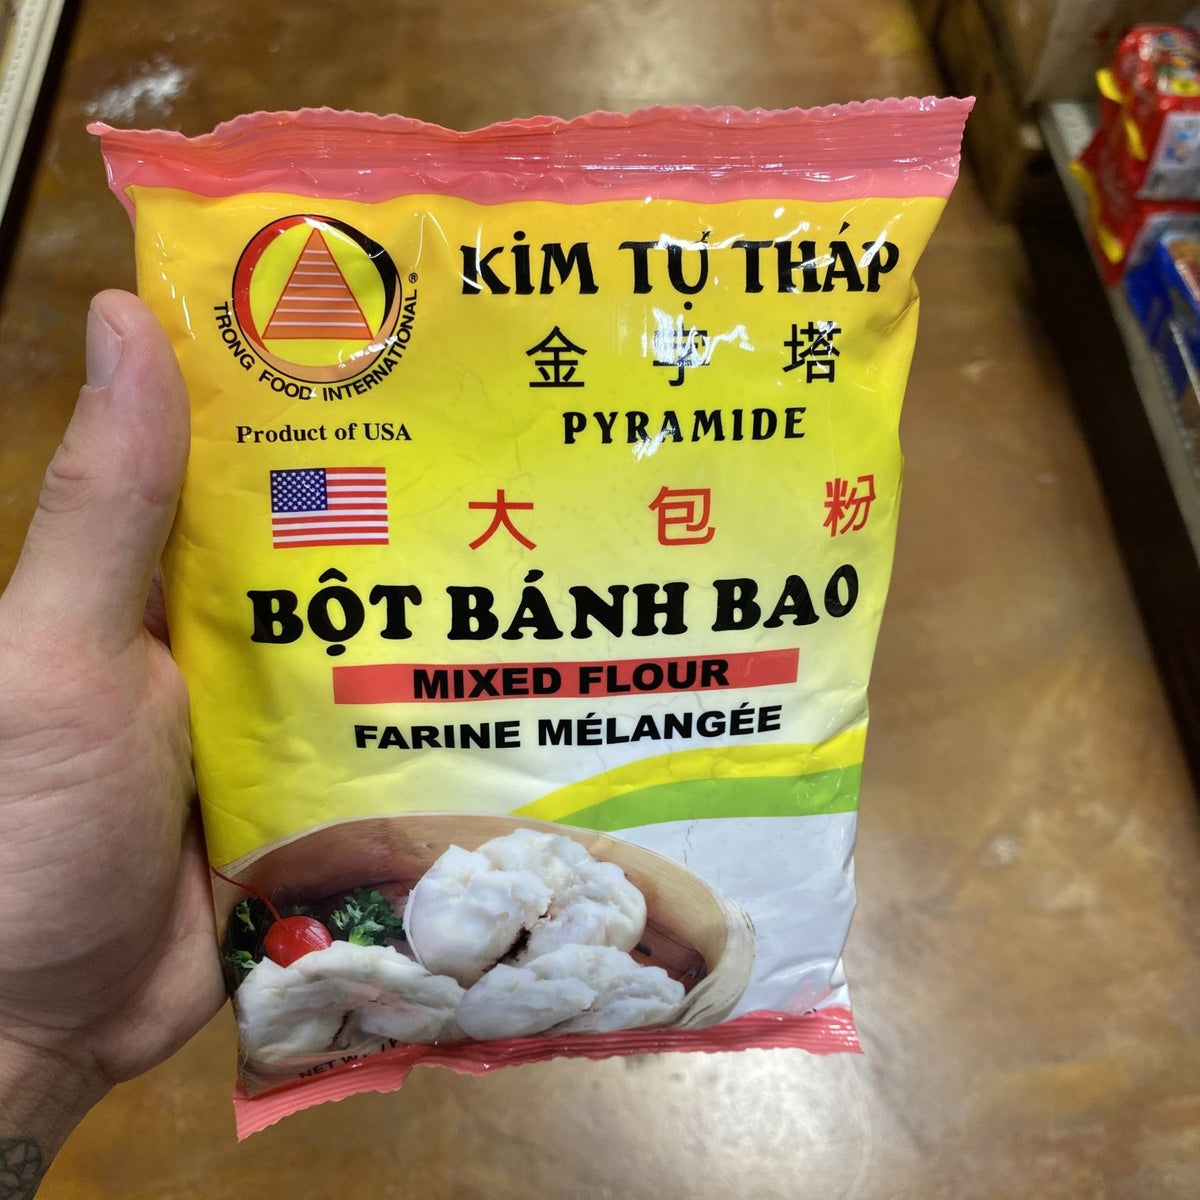 KIM TỰ THÁP
金字塔
PYRAMIDE
TRONG FOOD INTERNATIONAL®
Product of USA
大包粉
BỘT BÁNH BAO
MIXED FLOUR
FARINE MÉLANGÉE
NET